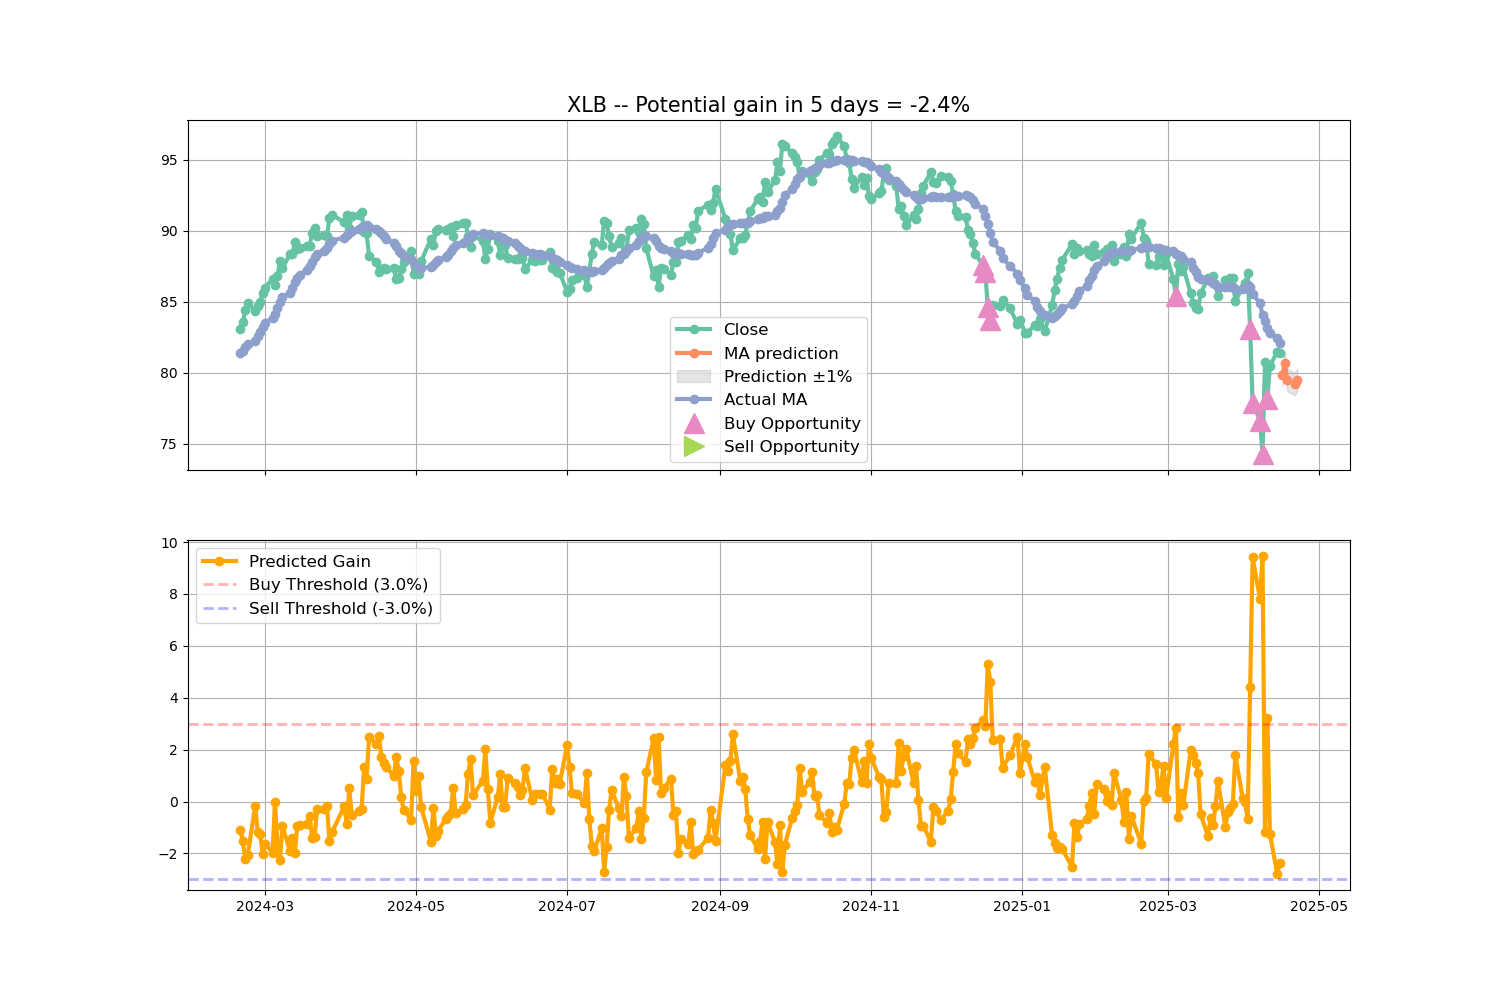 XLB -- Potential gain in 5 days = -2.4%
95
90
85
80
75
Close
MA prediction
Prediction ±1%
Actual MA
Buy Opportunity
Sell Opportunity
10
8
6
4
2
0
−2
Predicted Gain
Buy Threshold (3.0%)
Sell Threshold (-3.0%)
2024-03 2024-05 2024-07 2024-09 2024-11 2025-01 2025-03 2025-05